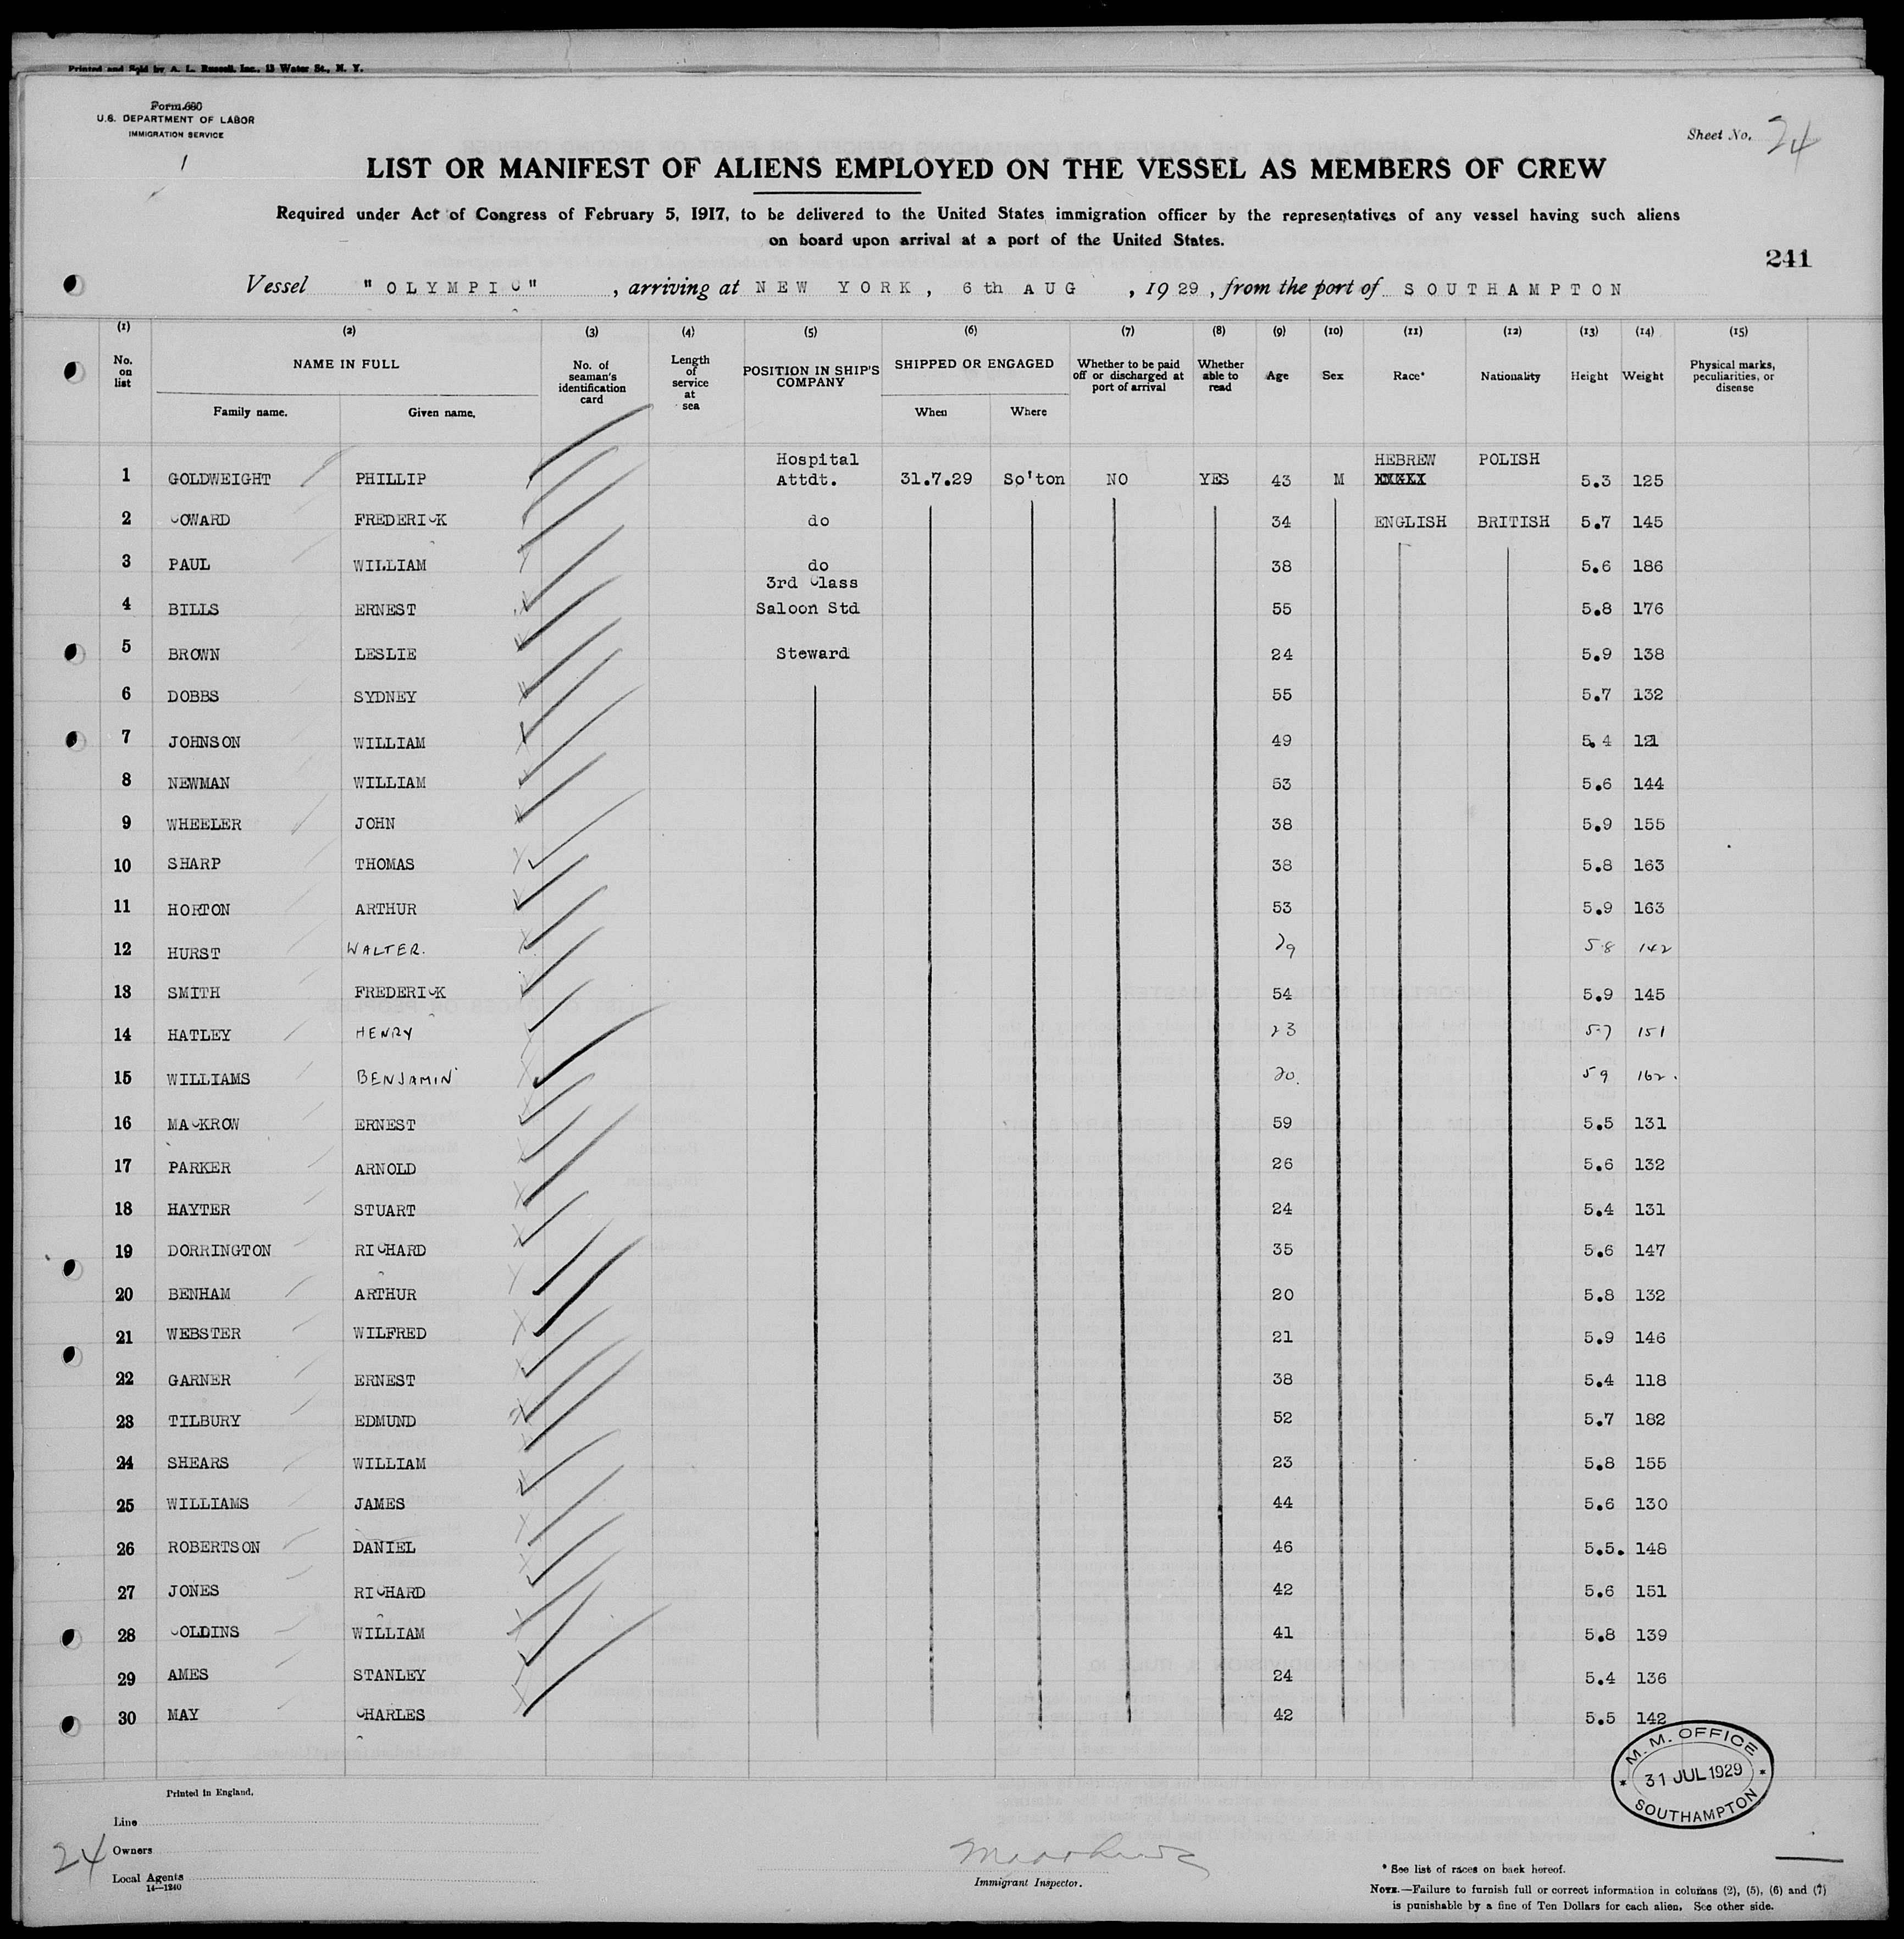 Printed and Sold by A. L. Russell, Inc., 13 Water St., N. Y.
Form 680
U.S. DEPARTMENT OF LABOR
IMMIGRATION SERVICE
1
Sheet No. 24
LIST OR MANIFEST OF ALIENS EMPLOYED ON THE VESSEL AS MEMBERS OF CREW
Required under Act of Congress of February 5, 1917, to be delivered to the United States immigration officer by the representatives of any vessel having such aliens
on board upon arrival at a port of the United States.
241
Vessel "OLYMPIC", arriving at NEW YORK, 6th AUG, 1929, from the port of SOUTHAMPTON
(1) (2) (3) (4) (5) (6) (7) (8) (9) (10) (11) (12) (13) (14) (15)
No. on list NAME IN FULL Family name. Given name. No. of seaman's identification card Length of service at sea POSITION IN SHIP'S COMPANY SHIPPED OR ENGAGED When Where Whether to be paid off or discharged at port of arrival Whether able to read Age Sex Race* Nationality Height Weight Physical marks, peculiarities, or disease
1 GOLDWEIGHT PHILLIP Hospital Attdt. 31.7.29 So'ton NO YES 43 M HEBREW POLISH 5.3 125
2 COWARD FREDERICK do 34 ENGLISH BRITISH 5.7 145
3 PAUL WILLIAM do 38 5.6 186
4 BILLS ERNEST 3rd Class Saloon Std 55 5.8 176
5 BROWN LESLIE Steward 24 5.9 138
6 DOBBS SYDNEY 55 5.7 132
7 JOHNSON WILLIAM 49 5.4 121
8 NEWMAN WILLIAM 53 5.6 144
9 WHEELER JOHN 38 5.9 155
10 SHARP THOMAS 38 5.8 163
11 HORTON ARTHUR 53 5.9 163
12 HURST WALTER. 29 5.8 142
13 SMITH FREDERICK 54 5.9 145
14 HATLEY HENRY 23 5.7 151
15 WILLIAMS BENJAMIN 20. 5 9 162.
16 MACKROW ERNEST 59 5.5 131
17 PARKER ARNOLD 26 5.6 132
18 HAYTER STUART 24 5.4 131
19 DORRINGTON RICHARD 35 5.6 147
20 BENHAM ARTHUR 20 5.8 132
21 WEBSTER WILFRED 21 5.9 146
22 GARNER ERNEST 38 5.4 118
23 TILBURY EDMUND 52 5.7 182
24 SHEARS WILLIAM 23 5.8 155
25 WILLIAMS JAMES 44 5.6 130
26 ROBERTSON DANIEL 46 5.5. 148
27 JONES RICHARD 42 5.6 151
28 COLLINS WILLIAM 41 5.8 139
29 AMES STANLEY 24 5.4 136
30 MAY CHARLES 42 5.5 142
M. M. OFFICE
31 JUL 1929
SOUTHAMPTON
Printed in England.
Line
Owners
24
Local Agents
14—1240
Immigrant Inspector.
* See list of races on back hereof.
NOTE.—Failure to furnish full or correct information in columns (2), (5), (6) and (7)
is punishable by a fine of Ten Dollars for each alien. See other side.